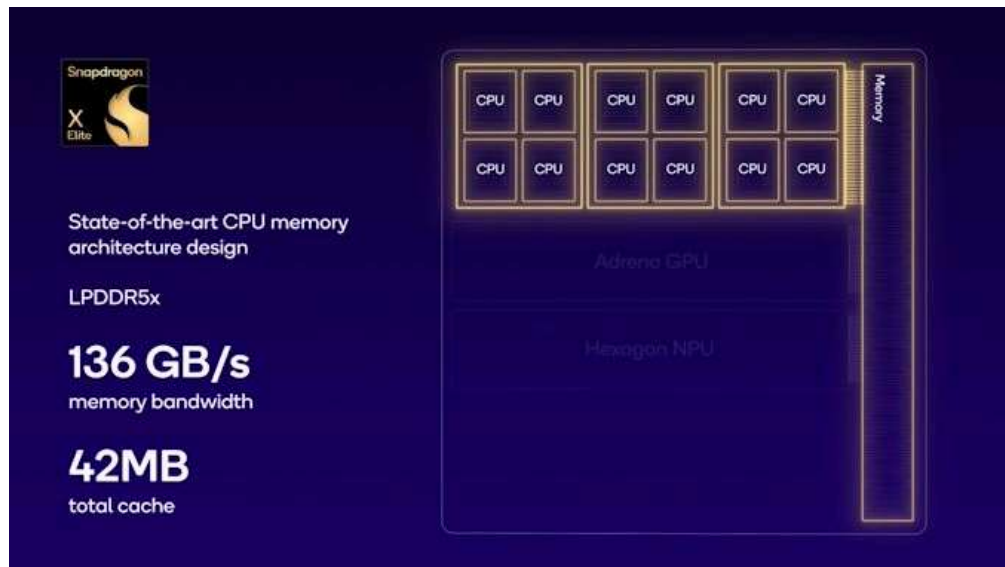 Snapdragon
X
Elite
State-of-the-art CPU memory
architecture design
LPDDR5x
136 GB/s
memory bandwidth
42MB
total cache
CPU CPU CPU CPU CPU CPU
CPU CPU CPU CPU CPU CPU
Memory
Adreno GPU
Hexagon NPU